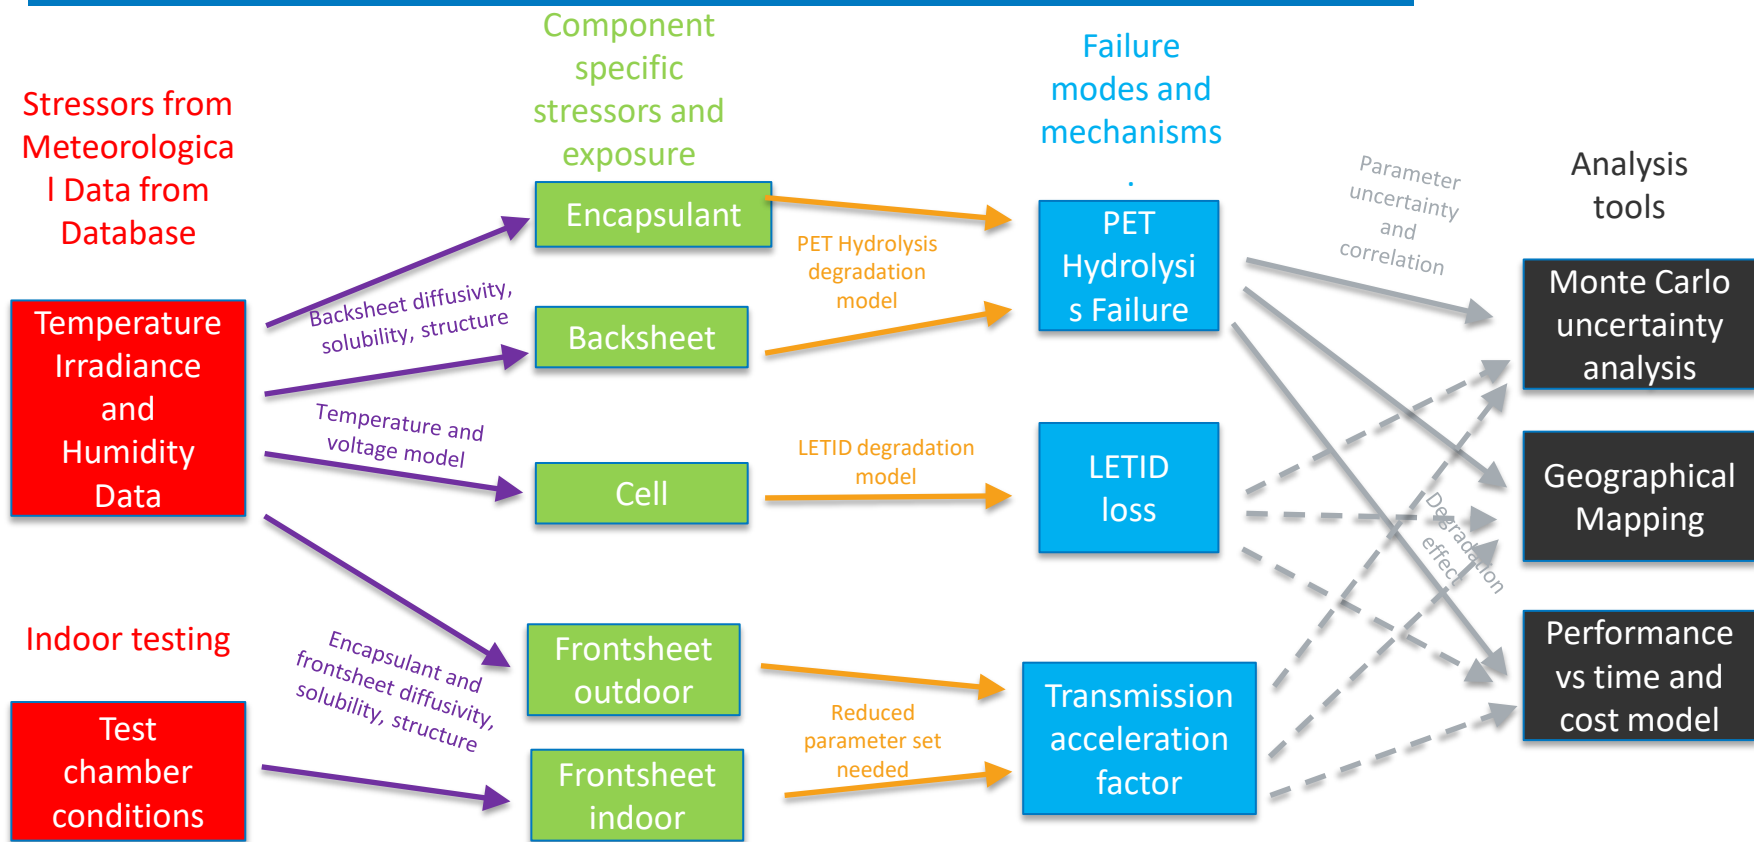 Stressors from
Meteorologica
l Data from
Database
Temperature
Irradiance
and
Humidity
Data
Indoor testing
Test
chamber
conditions
Backsheet diffusivity,
solubility, structure
Temperature and
voltage model
Encapsulant and
frontsheet diffusivity,
solubility, structure
Component
specific
stressors and
exposure
Encapsulant
Backsheet
Cell
Frontsheet
outdoor
Frontsheet
indoor
PET Hydrolysis
degradation
model
LETID degradation
model
Reduced
parameter set
needed
Failure
modes and
mechanisms
.
PET
Hydrolysi
s Failure
LETID
loss
Transmission
acceleration
factor
Parameter
uncertainty
and
correlation
Degradation
effect
Analysis
tools
Monte Carlo
uncertainty
analysis
Geographical
Mapping
Performance
vs time and
cost model